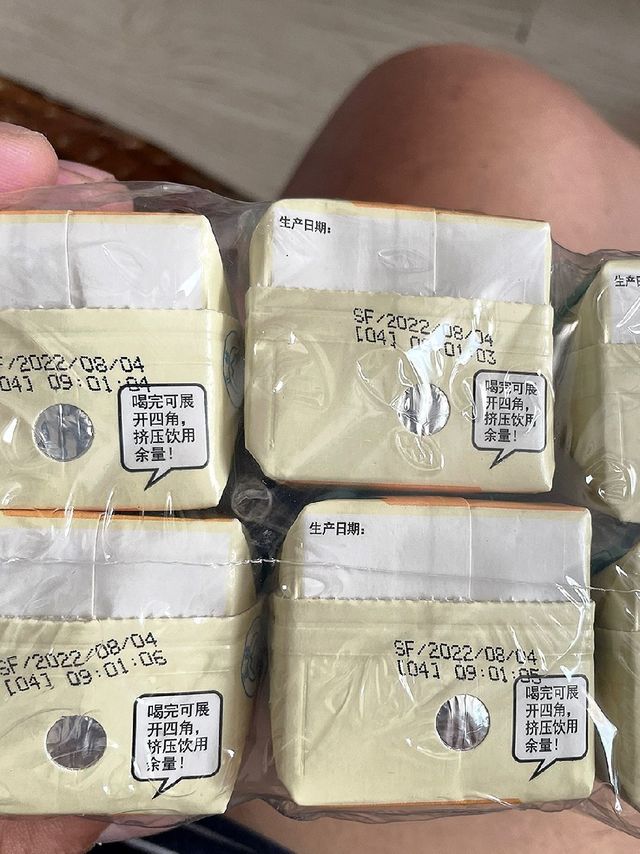 生产日期:
生产
SF/2022/08/04
[04] 09:01:03
/2022/08/04
04] 09:01:04
喝完可展
开四角，
挤压饮用
余量！
喝完可展
开四角，
挤压饮用
余量！
生产日期:
SF/2022/08/04
[04] 09:01:06
SF/2022/08/04
[04] 09:01:05
喝完可展
开四角，
挤压饮用
余量！
喝完可展
开四角，
挤压饮用
余量！